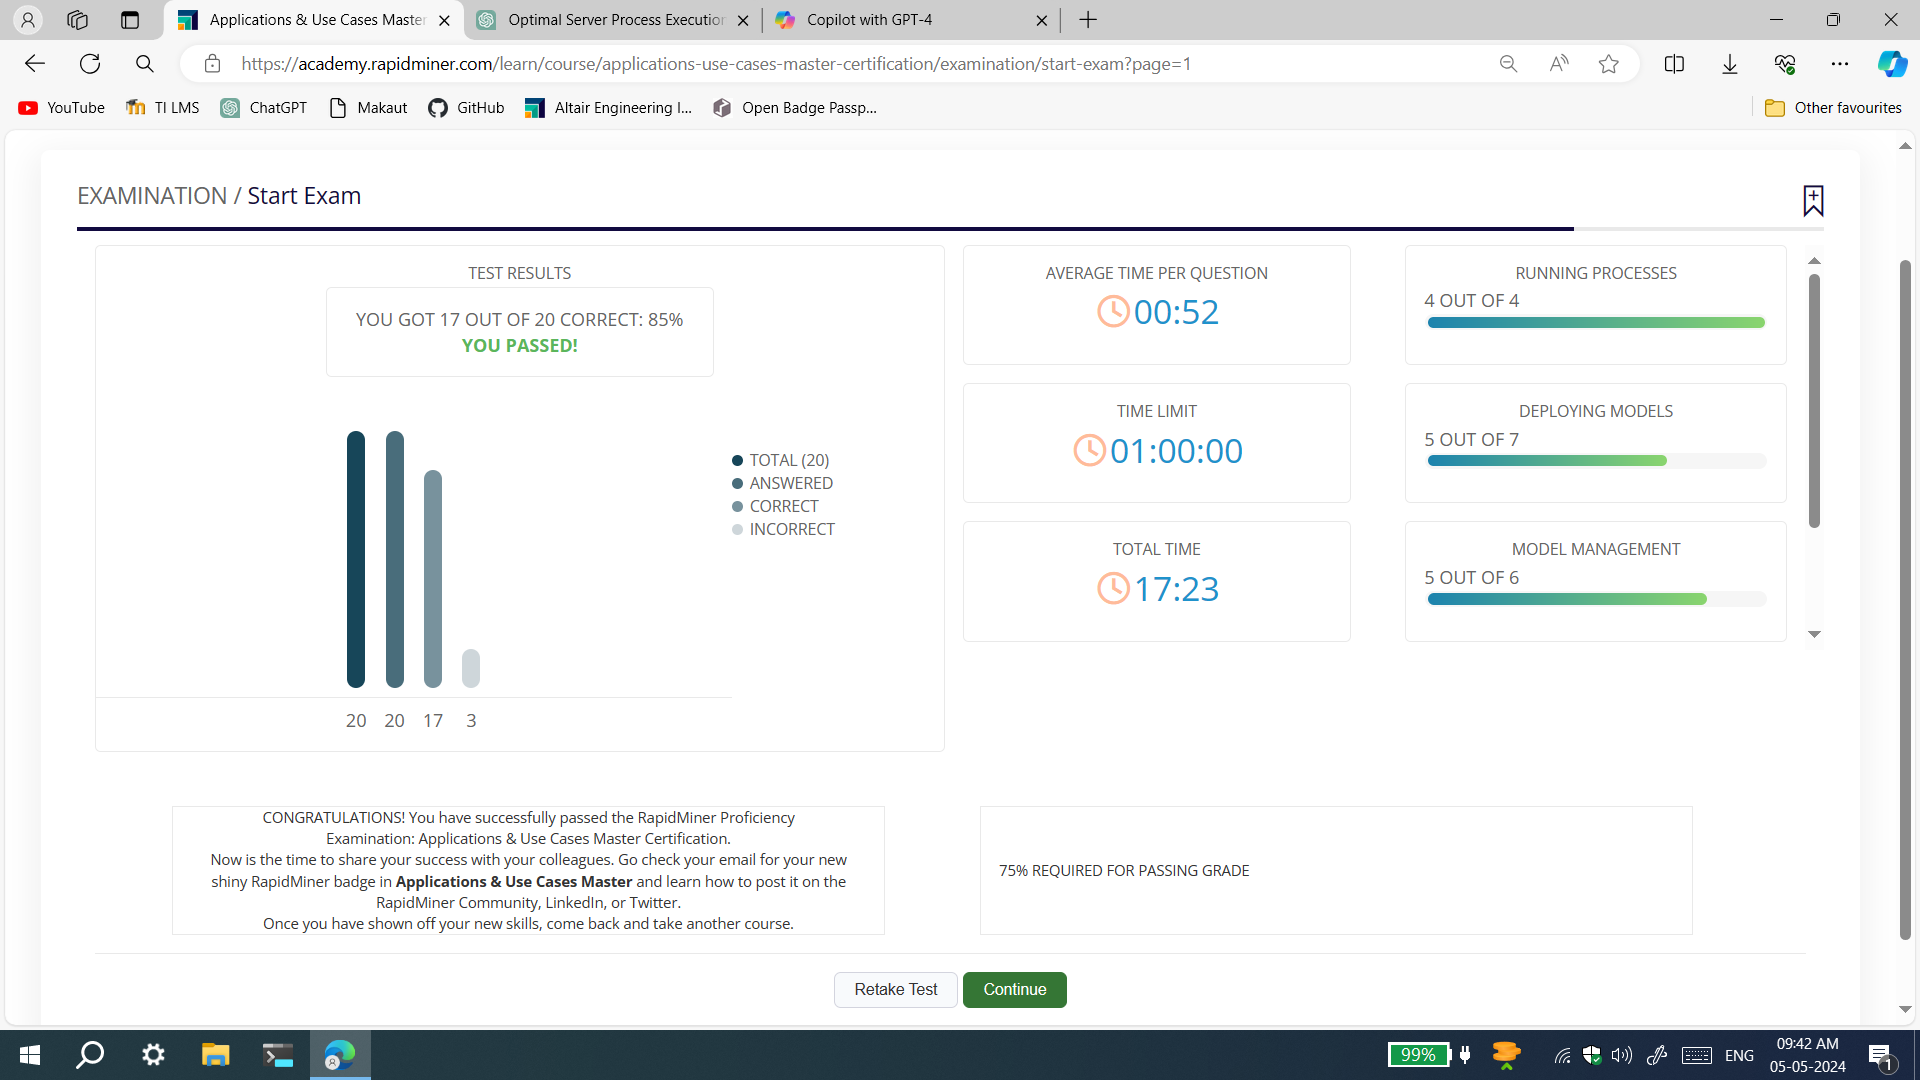 Applications & Use Cases Master
Optimal Server Process Execution
Copilot with GPT-4
https://academy.rapidminer.com/learn/course/applications-use-cases-master-certification/examination/start-exam?page=1
YouTube
TI LMS
ChatGPT
Makaut
GitHub
Altair Engineering I...
Open Badge Passp...
Other favourites
EXAMINATION / Start Exam
TEST RESULTS
YOU GOT 17 OUT OF 20 CORRECT: 85%
YOU PASSED!
TOTAL (20)
ANSWERED
CORRECT
INCORRECT
20 20 17 3
AVERAGE TIME PER QUESTION
00:52
TIME LIMIT
01:00:00
TOTAL TIME
17:23
RUNNING PROCESSES
4 OUT OF 4
DEPLOYING MODELS
5 OUT OF 7
MODEL MANAGEMENT
5 OUT OF 6
CONGRATULATIONS! You have successfully passed the RapidMiner Proficiency
Examination: Applications & Use Cases Master Certification.
Now is the time to share your success with your colleagues. Go check your email for your new
shiny RapidMiner badge in Applications & Use Cases Master and learn how to post it on the
RapidMiner Community, LinkedIn, or Twitter.
Once you have shown off your new skills, come back and take another course.
75% REQUIRED FOR PASSING GRADE
Retake Test
Continue
99%
ENG
09:42 AM
05-05-2024
1